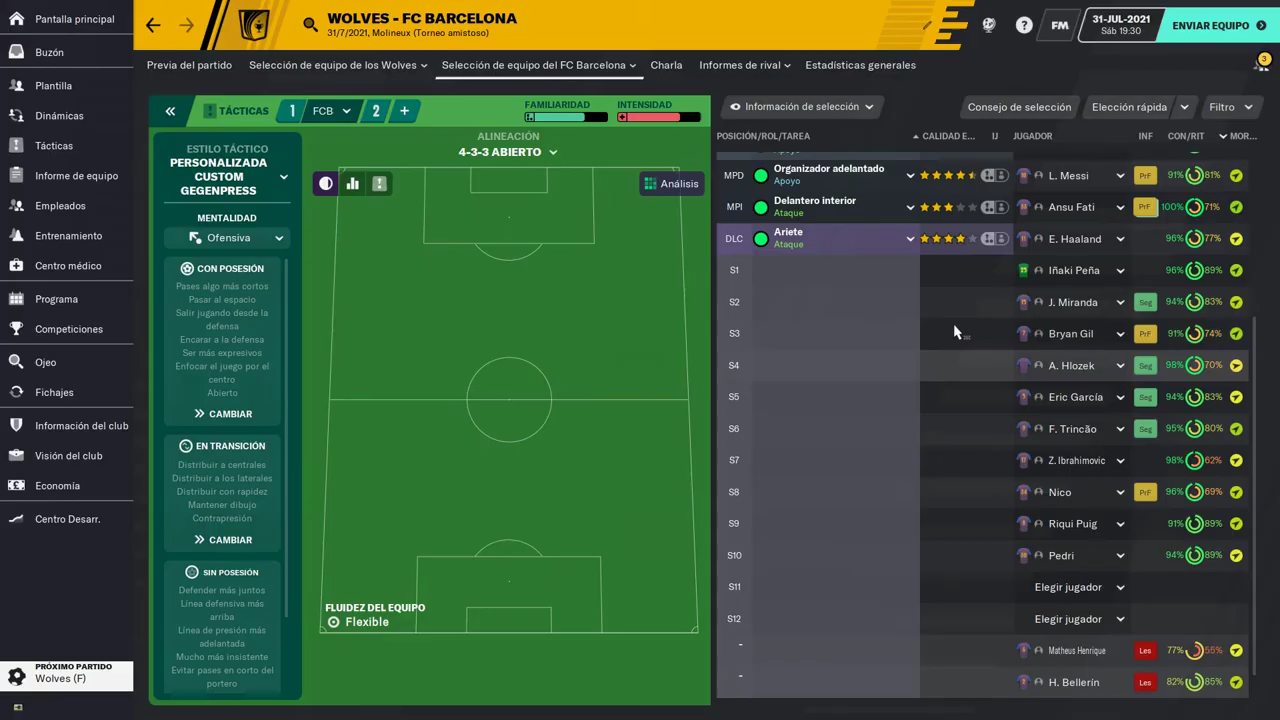 Pantalla principal
Buzón
Plantilla
Dinámicas
Tácticas
Informe de equipo
Empleados
Entrenamiento
Centro médico
Programa
Competiciones
Ojeo
Fichajes
Información del club
Visión del club
Economía
Centro Desarr.
PRÓXIMO PARTIDO
Wolves (F)
WOLVES - FC BARCELONA
31/7/2021, Molineux (Torneo amistoso)
FM
31-JUL-2021
Sáb 19:30
ENVIAR EQUIPO
3
Previa del partido
Selección de equipo de los Wolves
Selección de equipo del FC Barcelona
Charla
Informes de rival
Estadísticas generales
TÁCTICAS
1
FCB
2
+
FAMILIARIDAD
INTENSIDAD
ESTILO TÁCTICO
PERSONALIZADA
CUSTOM
GEGENPRESS
MENTALIDAD
Ofensiva
CON POSESIÓN
Pases algo más cortos
Pasar al espacio
Salir jugando desde la
defensa
Encarar a la defensa
Ser más expresivos
Enfocar el juego por el
centro
Abierto
CAMBIAR
EN TRANSICIÓN
Distribuir a centrales
Distribuir a los laterales
Distribuir con rapidez
Mantener dibujo
Contrapresión
CAMBIAR
SIN POSESIÓN
Defender más juntos
Línea defensiva más
arriba
Línea de presión más
adelantada
Mucho más insistente
Evitar pases en corto del
portero
ALINEACIÓN
4-3-3 ABIERTO
Análisis
FLUIDEZ DEL EQUIPO
Flexible
Información de selección
Consejo de selección
Elección rápida
Filtro
POSICIÓN/ROL/TAREA CALIDAD E... IJ JUGADOR INF CON/RIT MOR...
MPD Organizador adelantado Apoyo L. Messi PrF 91% 81%
MPI Delantero interior Ataque Ansu Fati PrF 100% 71%
DLC Ariete Ataque E. Haaland 96% 77%
S1 Iñaki Peña 96% 89%
S2 J. Miranda Seg 94% 83%
S3 Bryan Gil PrF 91% 74%
S4 A. Hlozek Seg 98% 70%
S5 Eric García Seg 94% 83%
S6 F. Trincão Seg 95% 80%
S7 Z. Ibrahimovic 98% 62%
S8 Nico PrF 96% 69%
S9 Riqui Puig 91% 89%
S10 Pedri 94% 89%
S11 Elegir jugador
S12 Elegir jugador
- Matheus Henrique Les 77% 55%
- H. Bellerín Les 82% 85%